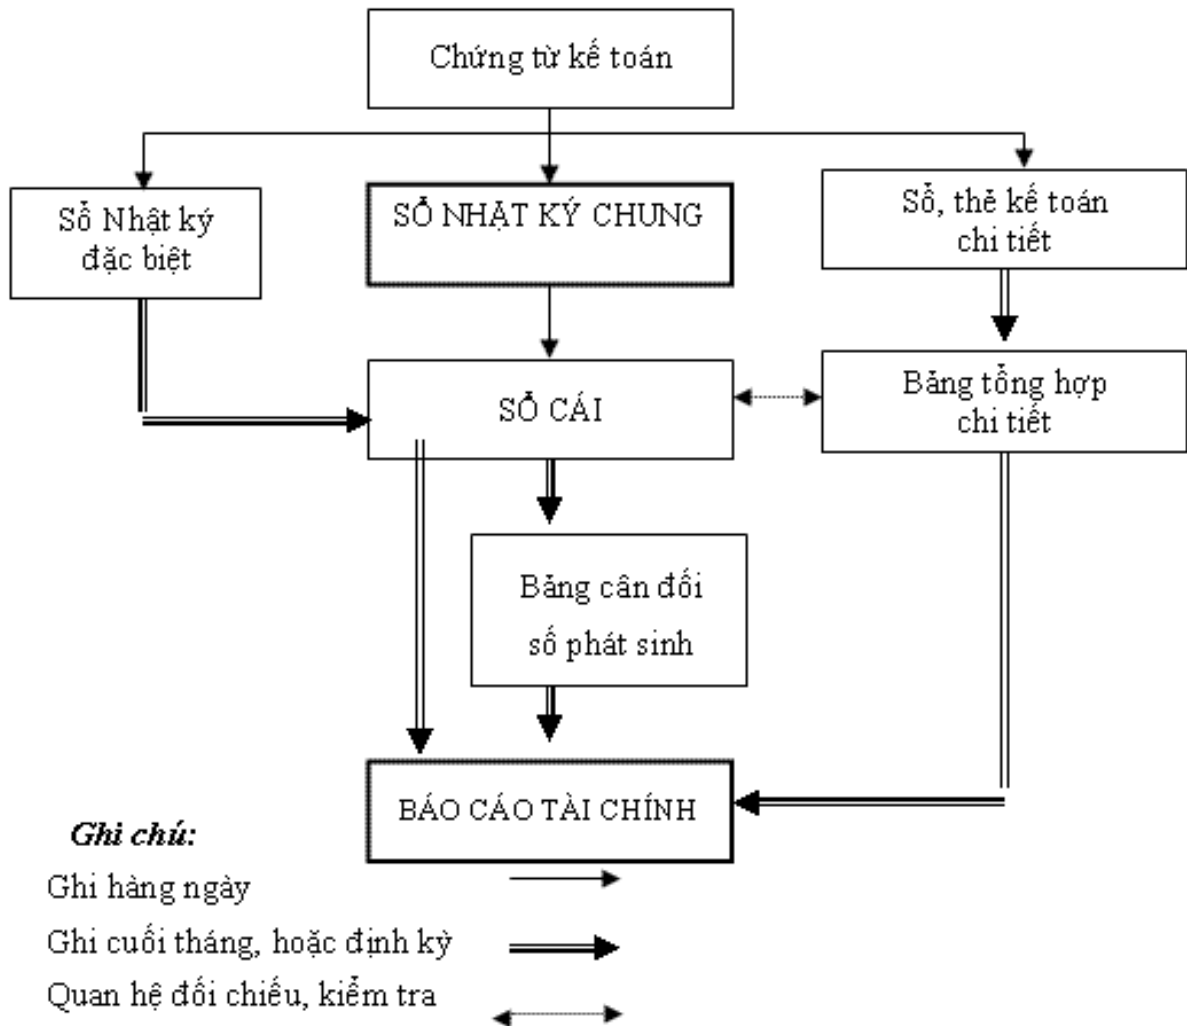 Chứng từ kế toán
Sổ Nhật ký
đặc biệt
SỔ NHẬT KÝ CHUNG
Sổ, thẻ kế toán
chi tiết
SỔ CÁI
Bảng tổng hợp
chi tiết
Bảng cân đối
số phát sinh
BÁO CÁO TÀI CHÍNH
Ghi chú:
Ghi hàng ngày
Ghi cuối tháng, hoặc định kỳ
Quan hệ đối chiếu, kiểm tra